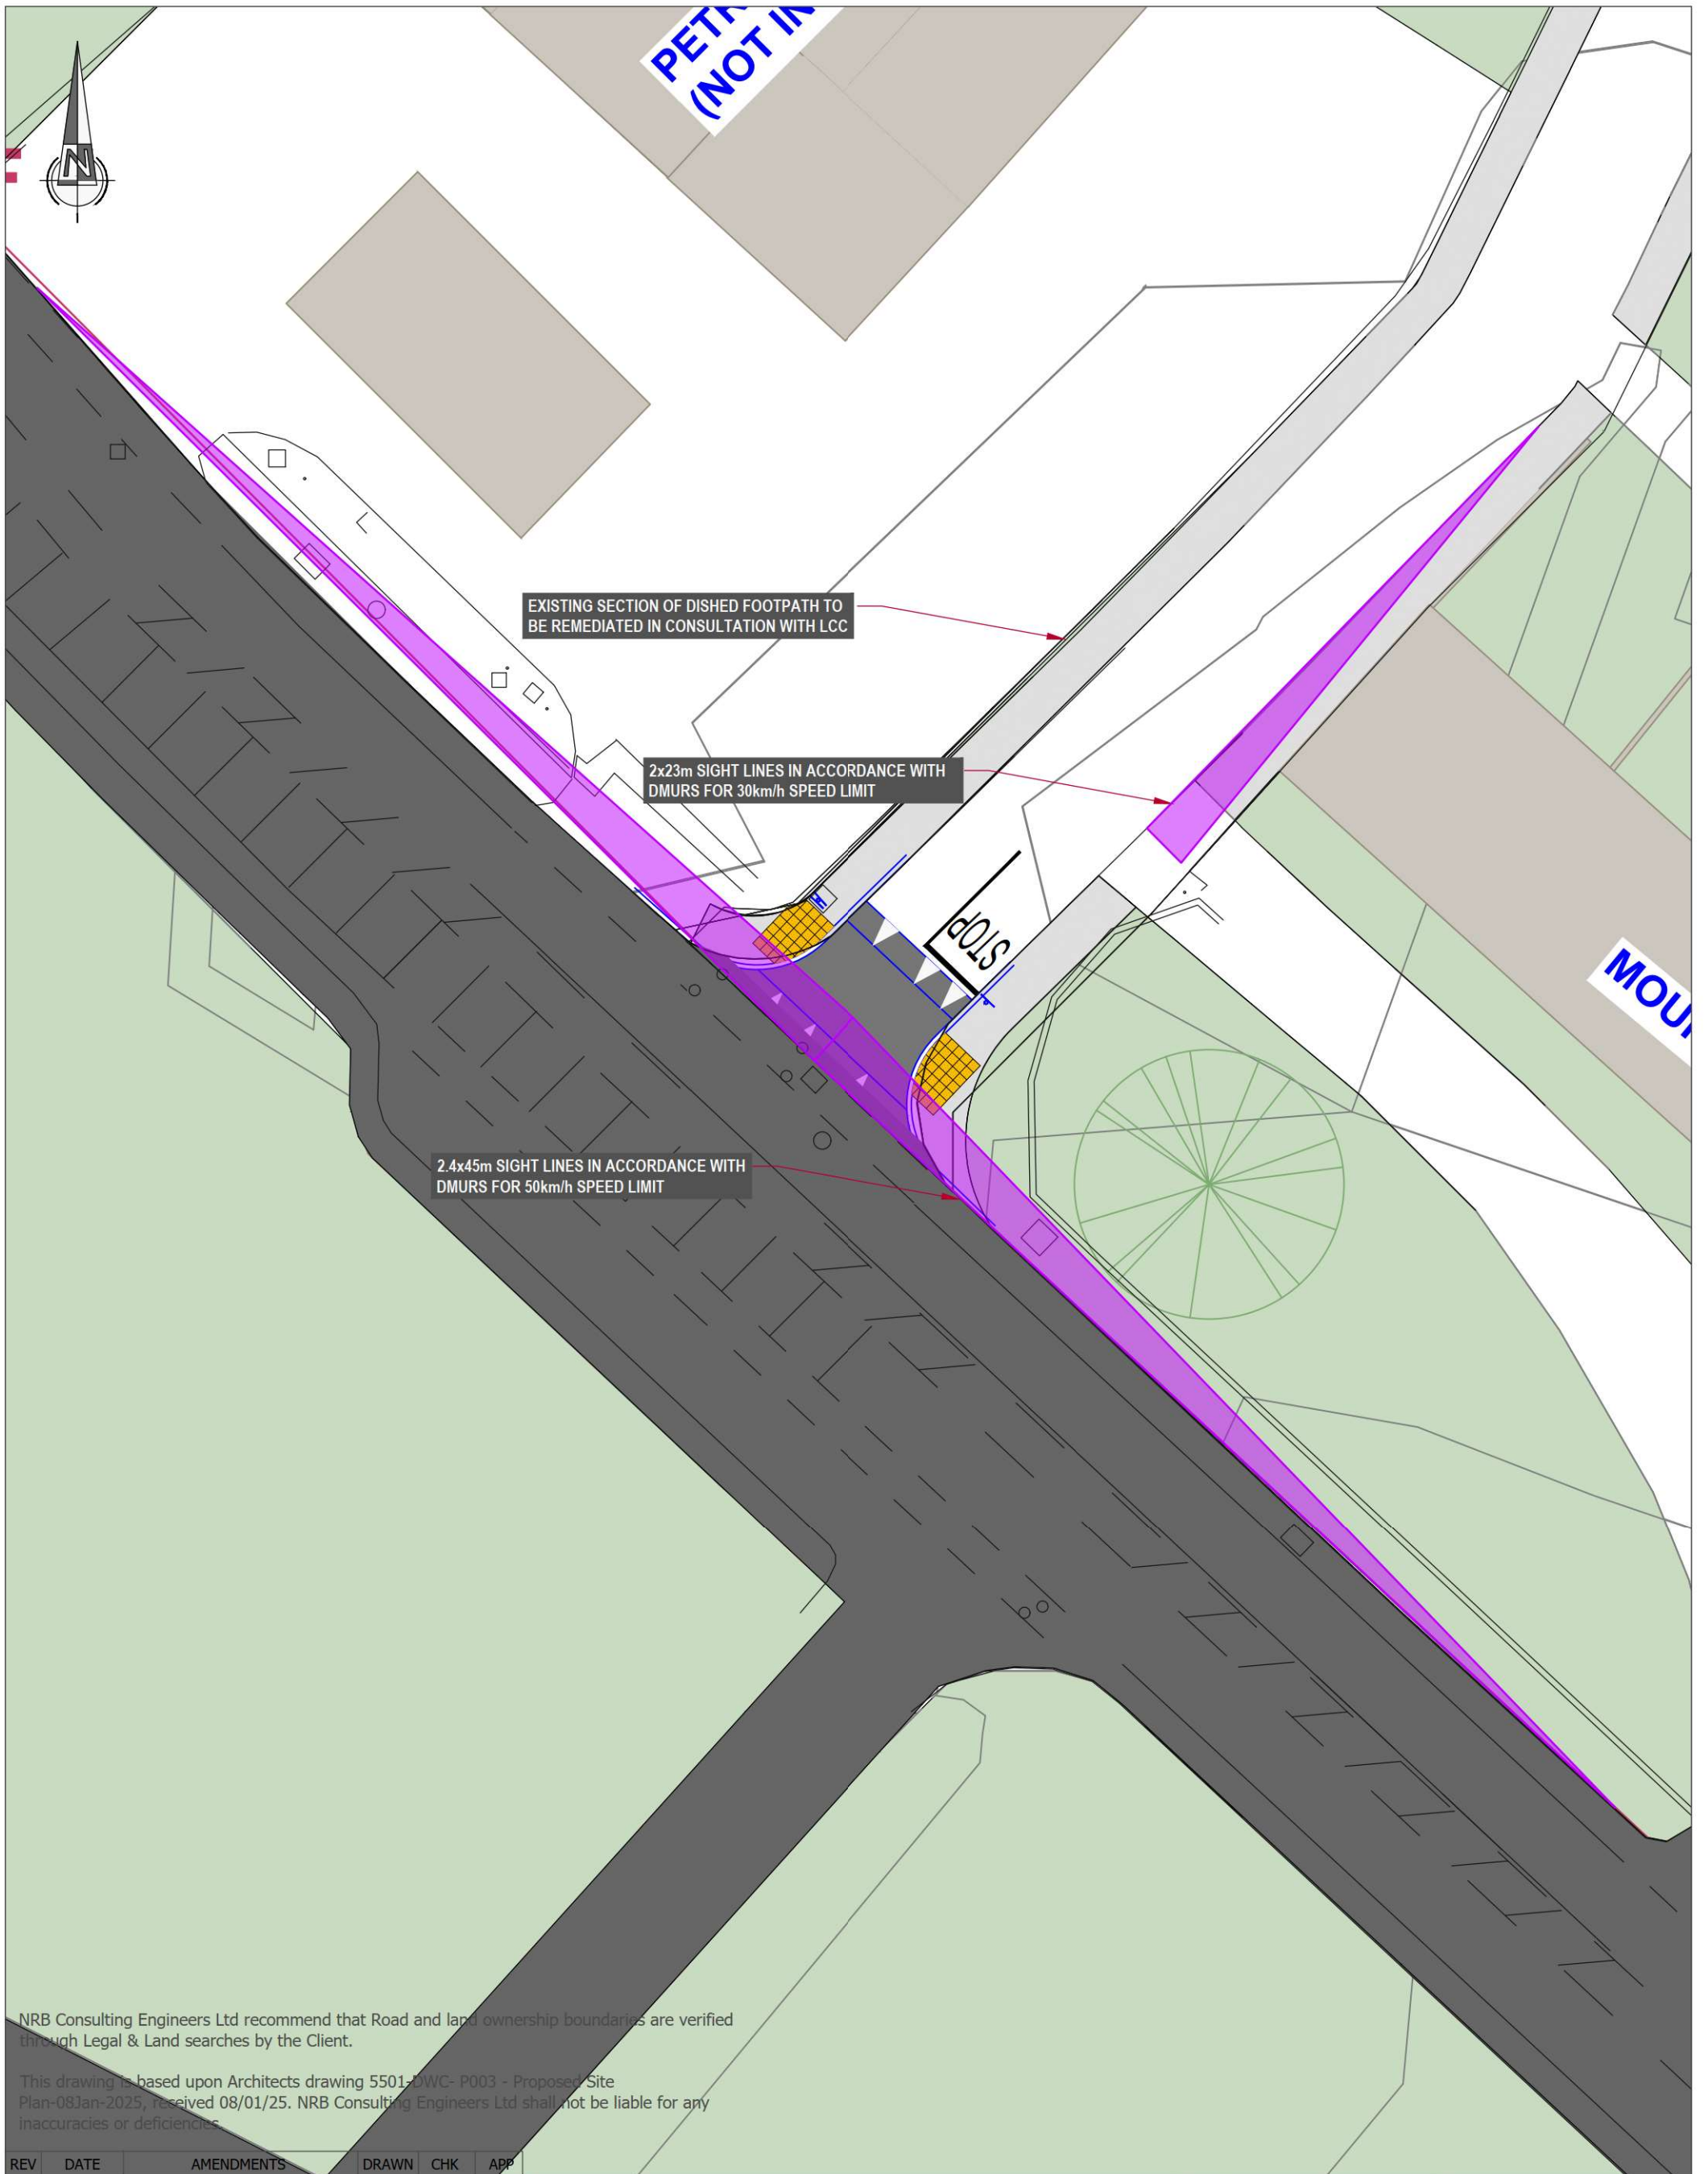 PETR
(NOT IN
N
EXISTING SECTION OF DISHED FOOTPATH TO
BE REMEDIATED IN CONSULTATION WITH LCC
2x23m SIGHT LINES IN ACCORDANCE WITH
DMURS FOR 30km/h SPEED LIMIT
STOP
MOU
2.4x45m SIGHT LINES IN ACCORDANCE WITH
DMURS FOR 50km/h SPEED LIMIT
NRB Consulting Engineers Ltd recommend that Road and land ownership boundaries are verified
through Legal & Land searches by the Client.
This drawing is based upon Architects drawing 5501-DWC- P003 - Proposed Site
Plan-08Jan-2025, received 08/01/25. NRB Consulting Engineers Ltd shall not be liable for any
inaccuracies or deficiencies.
REV DATE AMENDMENTS DRAWN CHK APP